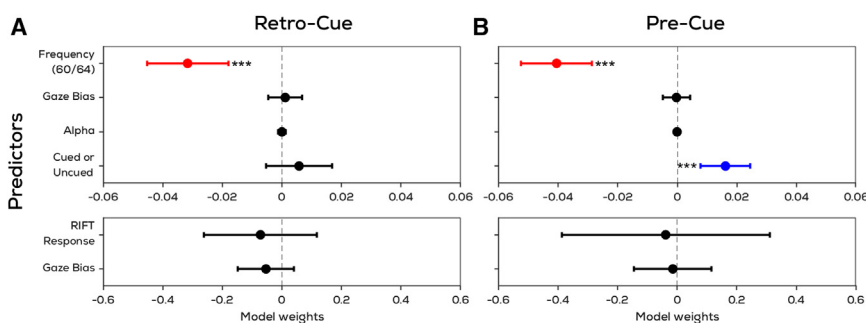 A
Retro-Cue
B
Pre-Cue
Predictors
Frequency
(60/64)
Gaze Bias
Alpha
Cued or
Uncued
***
***
***
-0.06 -0.04 -0.02 0 0.02 0.04 0.06
-0.06 -0.04 -0.02 0 0.02 0.04 0.06
RIFT
Response
Gaze Bias
-0.6 -0.4 -0.2 0 0.2 0.4 0.6
-0.6 -0.4 -0.2 0 0.2 0.4 0.6
Model weights
Model weights